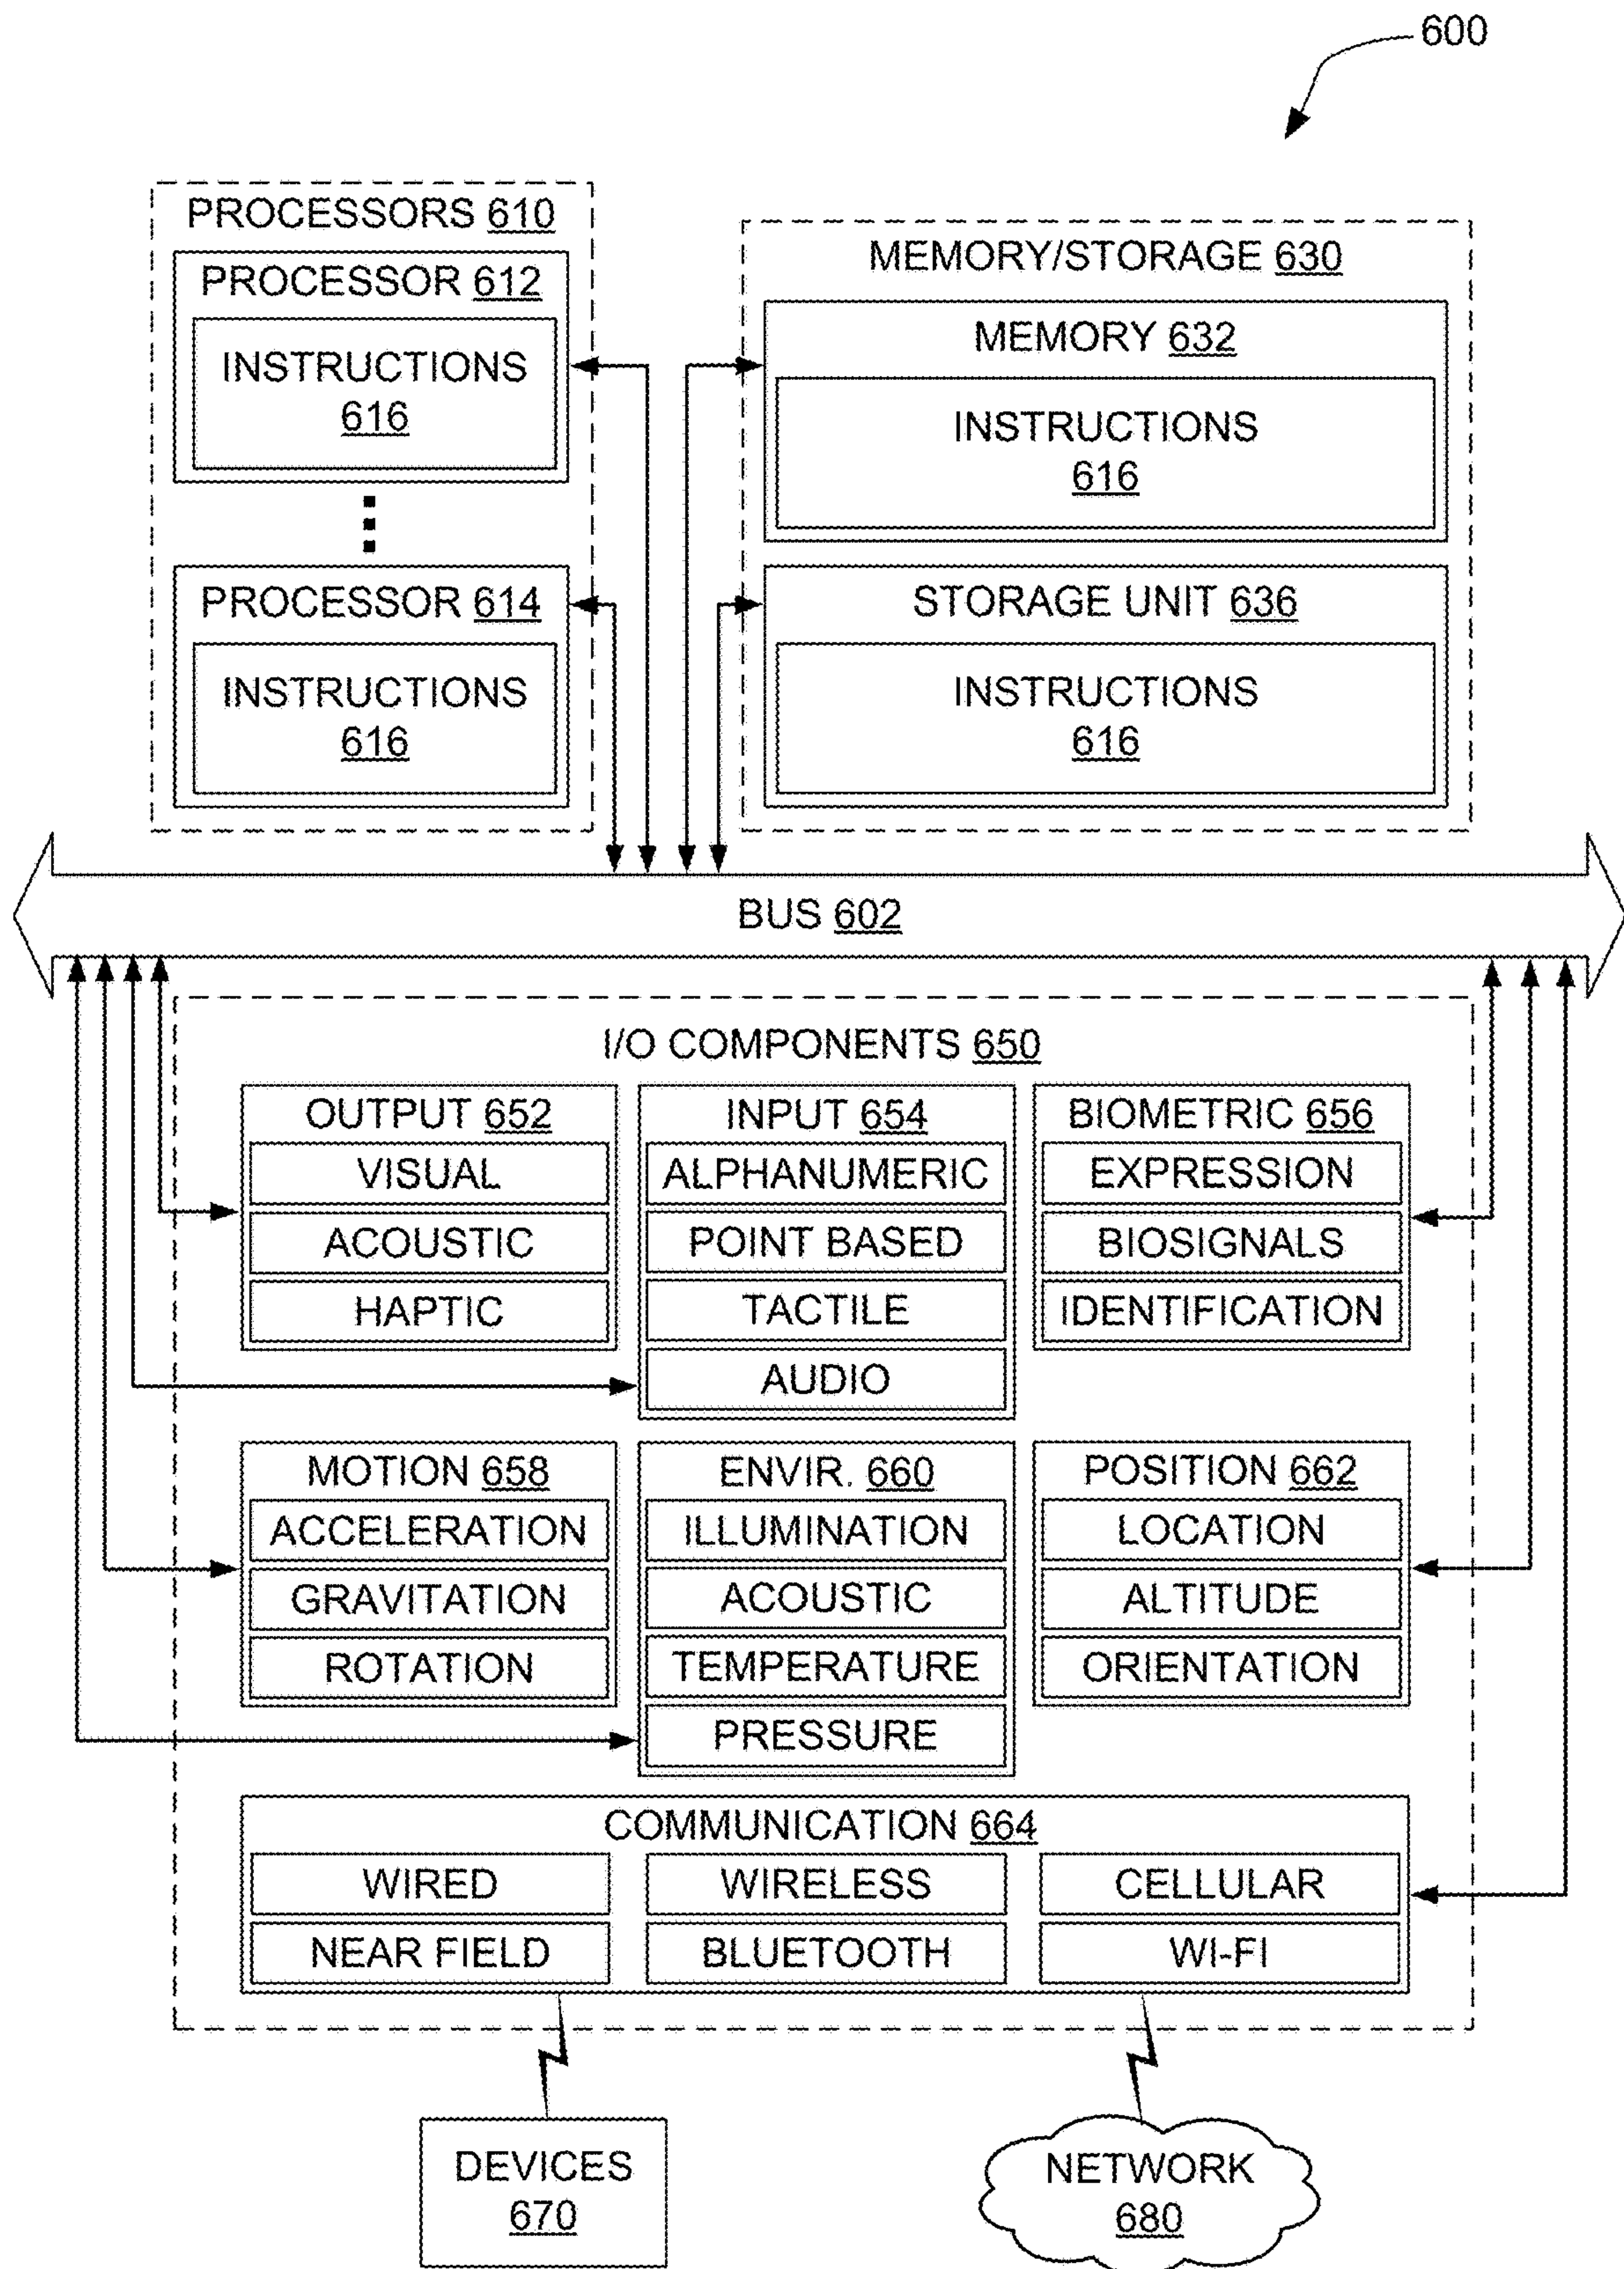 600
PROCESSORS 610
PROCESSOR 612
INSTRUCTIONS
616
PROCESSOR 614
INSTRUCTIONS
616
MEMORY/STORAGE 630
MEMORY 632
INSTRUCTIONS
616
STORAGE UNIT 636
INSTRUCTIONS
616
BUS 602
I/O COMPONENTS 650
OUTPUT 652
VISUAL
ACOUSTIC
HAPTIC
INPUT 654
ALPHANUMERIC
POINT BASED
TACTILE
AUDIO
BIOMETRIC 656
EXPRESSION
BIOSIGNALS
IDENTIFICATION
MOTION 658
ACCELERATION
GRAVITATION
ROTATION
ENVIR. 660
ILLUMINATION
ACOUSTIC
TEMPERATURE
PRESSURE
POSITION 662
LOCATION
ALTITUDE
ORIENTATION
COMMUNICATION 664
WIRED
WIRELESS
CELLULAR
NEAR FIELD
BLUETOOTH
WI-FI
DEVICES
670
NETWORK
680